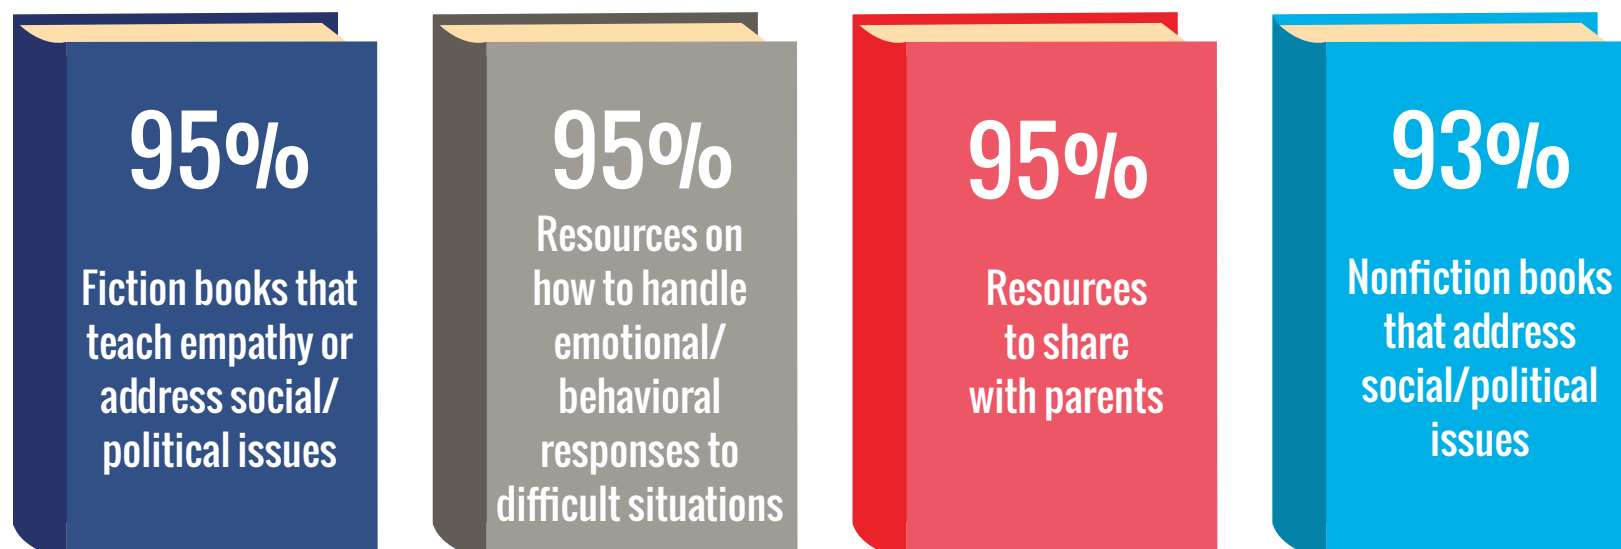 95%
Fiction books that
teach empathy or
address social/
political issues
95%
Resources on
how to handle
emotional/
behavioral
responses to
difficult situations
95%
Resources
to share
with parents
93%
Nonfiction books
that address
social/political
issues